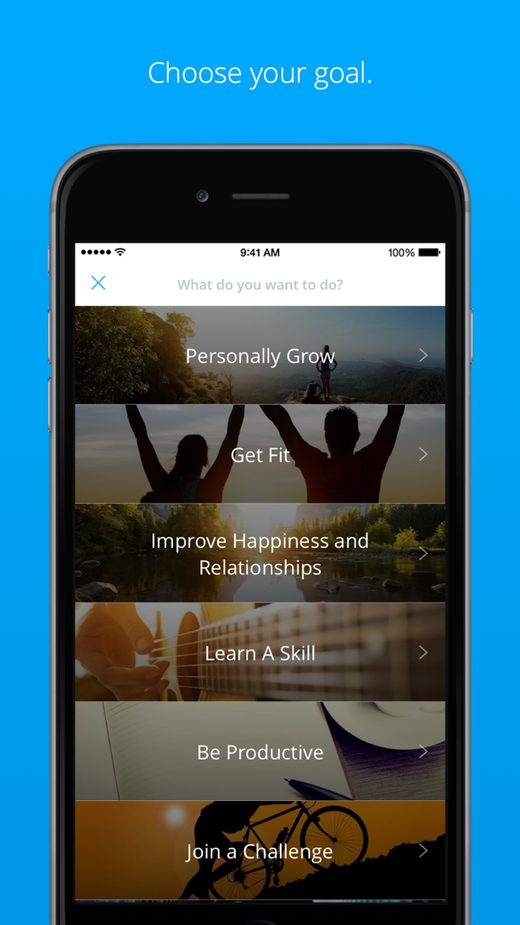 Choose your goal.
9:41 AM 100%
What do you want to do?
Personally Grow
Get Fit
Improve Happiness and
Relationships
Learn A Skill
Be Productive
Join a Challenge